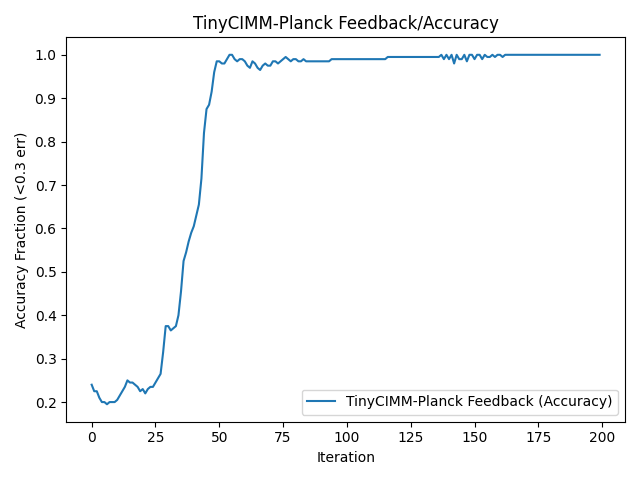 TinyCIMM-Planck Feedback/Accuracy
Accuracy Fraction (<0.3 err)
1.0
0.9
0.8
0.7
0.6
0.5
0.4
0.3
0.2
TinyCIMM-Planck Feedback (Accuracy)
0 25 50 75 100 125 150 175 200
Iteration